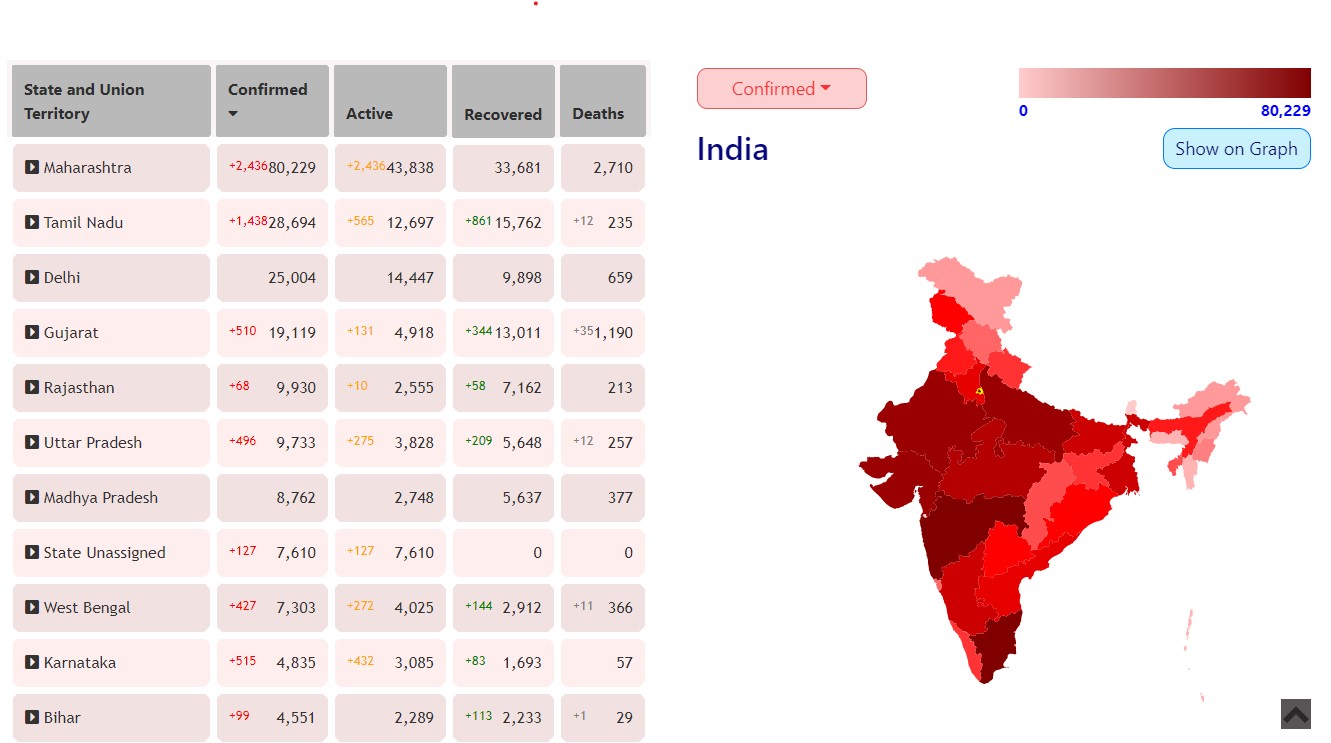 State and Union Territory
Confirmed
Active
Recovered
Deaths
Maharashtra +2,436 80,229 +2,436 43,838 33,681 2,710
Tamil Nadu +1,438 28,694 +565 12,697 +861 15,762 +12 235
Delhi 25,004 14,447 9,898 659
Gujarat +510 19,119 +131 4,918 +344 13,011 +35 1,190
Rajasthan +68 9,930 +10 2,555 +58 7,162 213
Uttar Pradesh +496 9,733 +275 3,828 +209 5,648 +12 257
Madhya Pradesh 8,762 2,748 5,637 377
State Unassigned +127 7,610 +127 7,610 0 0
West Bengal +427 7,303 +272 4,025 +144 2,912 +11 366
Karnataka +515 4,835 +432 3,085 +83 1,693 57
Bihar +99 4,551 2,289 +113 2,233 +1 29
Confirmed
0 80,229
India
Show on Graph